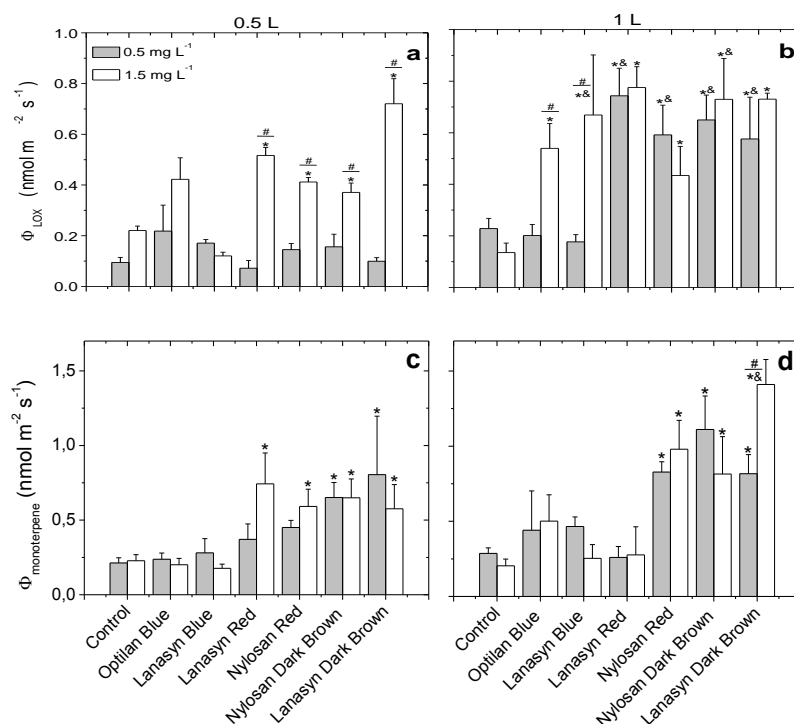 0.5 L
1 L
a
0.5 mg L⁻¹
1.5 mg L⁻¹
Φ LOX (nmol m ⁻² s⁻¹)
1.0
0.8
0.6
0.4
0.2
0.0
#
*
#
*
#
*
#
*
b
#
*
#
*&
*&
*
*&
*
*&
*&
*&
*
c
Φ monoterpene (nmol m⁻² s⁻¹)
1,5
1,0
0,5
0,0
*
*
*
*
*
*
d
*
*
*
*
*
#
*&
Control
Optilan Blue
Lanasyn Blue
Lanasyn Red
Nylosan Red
Nylosan Dark Brown
Lanasyn Dark Brown
Control
Optilan Blue
Lanasyn Blue
Lanasyn Red
Nylosan Red
Nylosan Dark Brown
Lanasyn Dark Brown